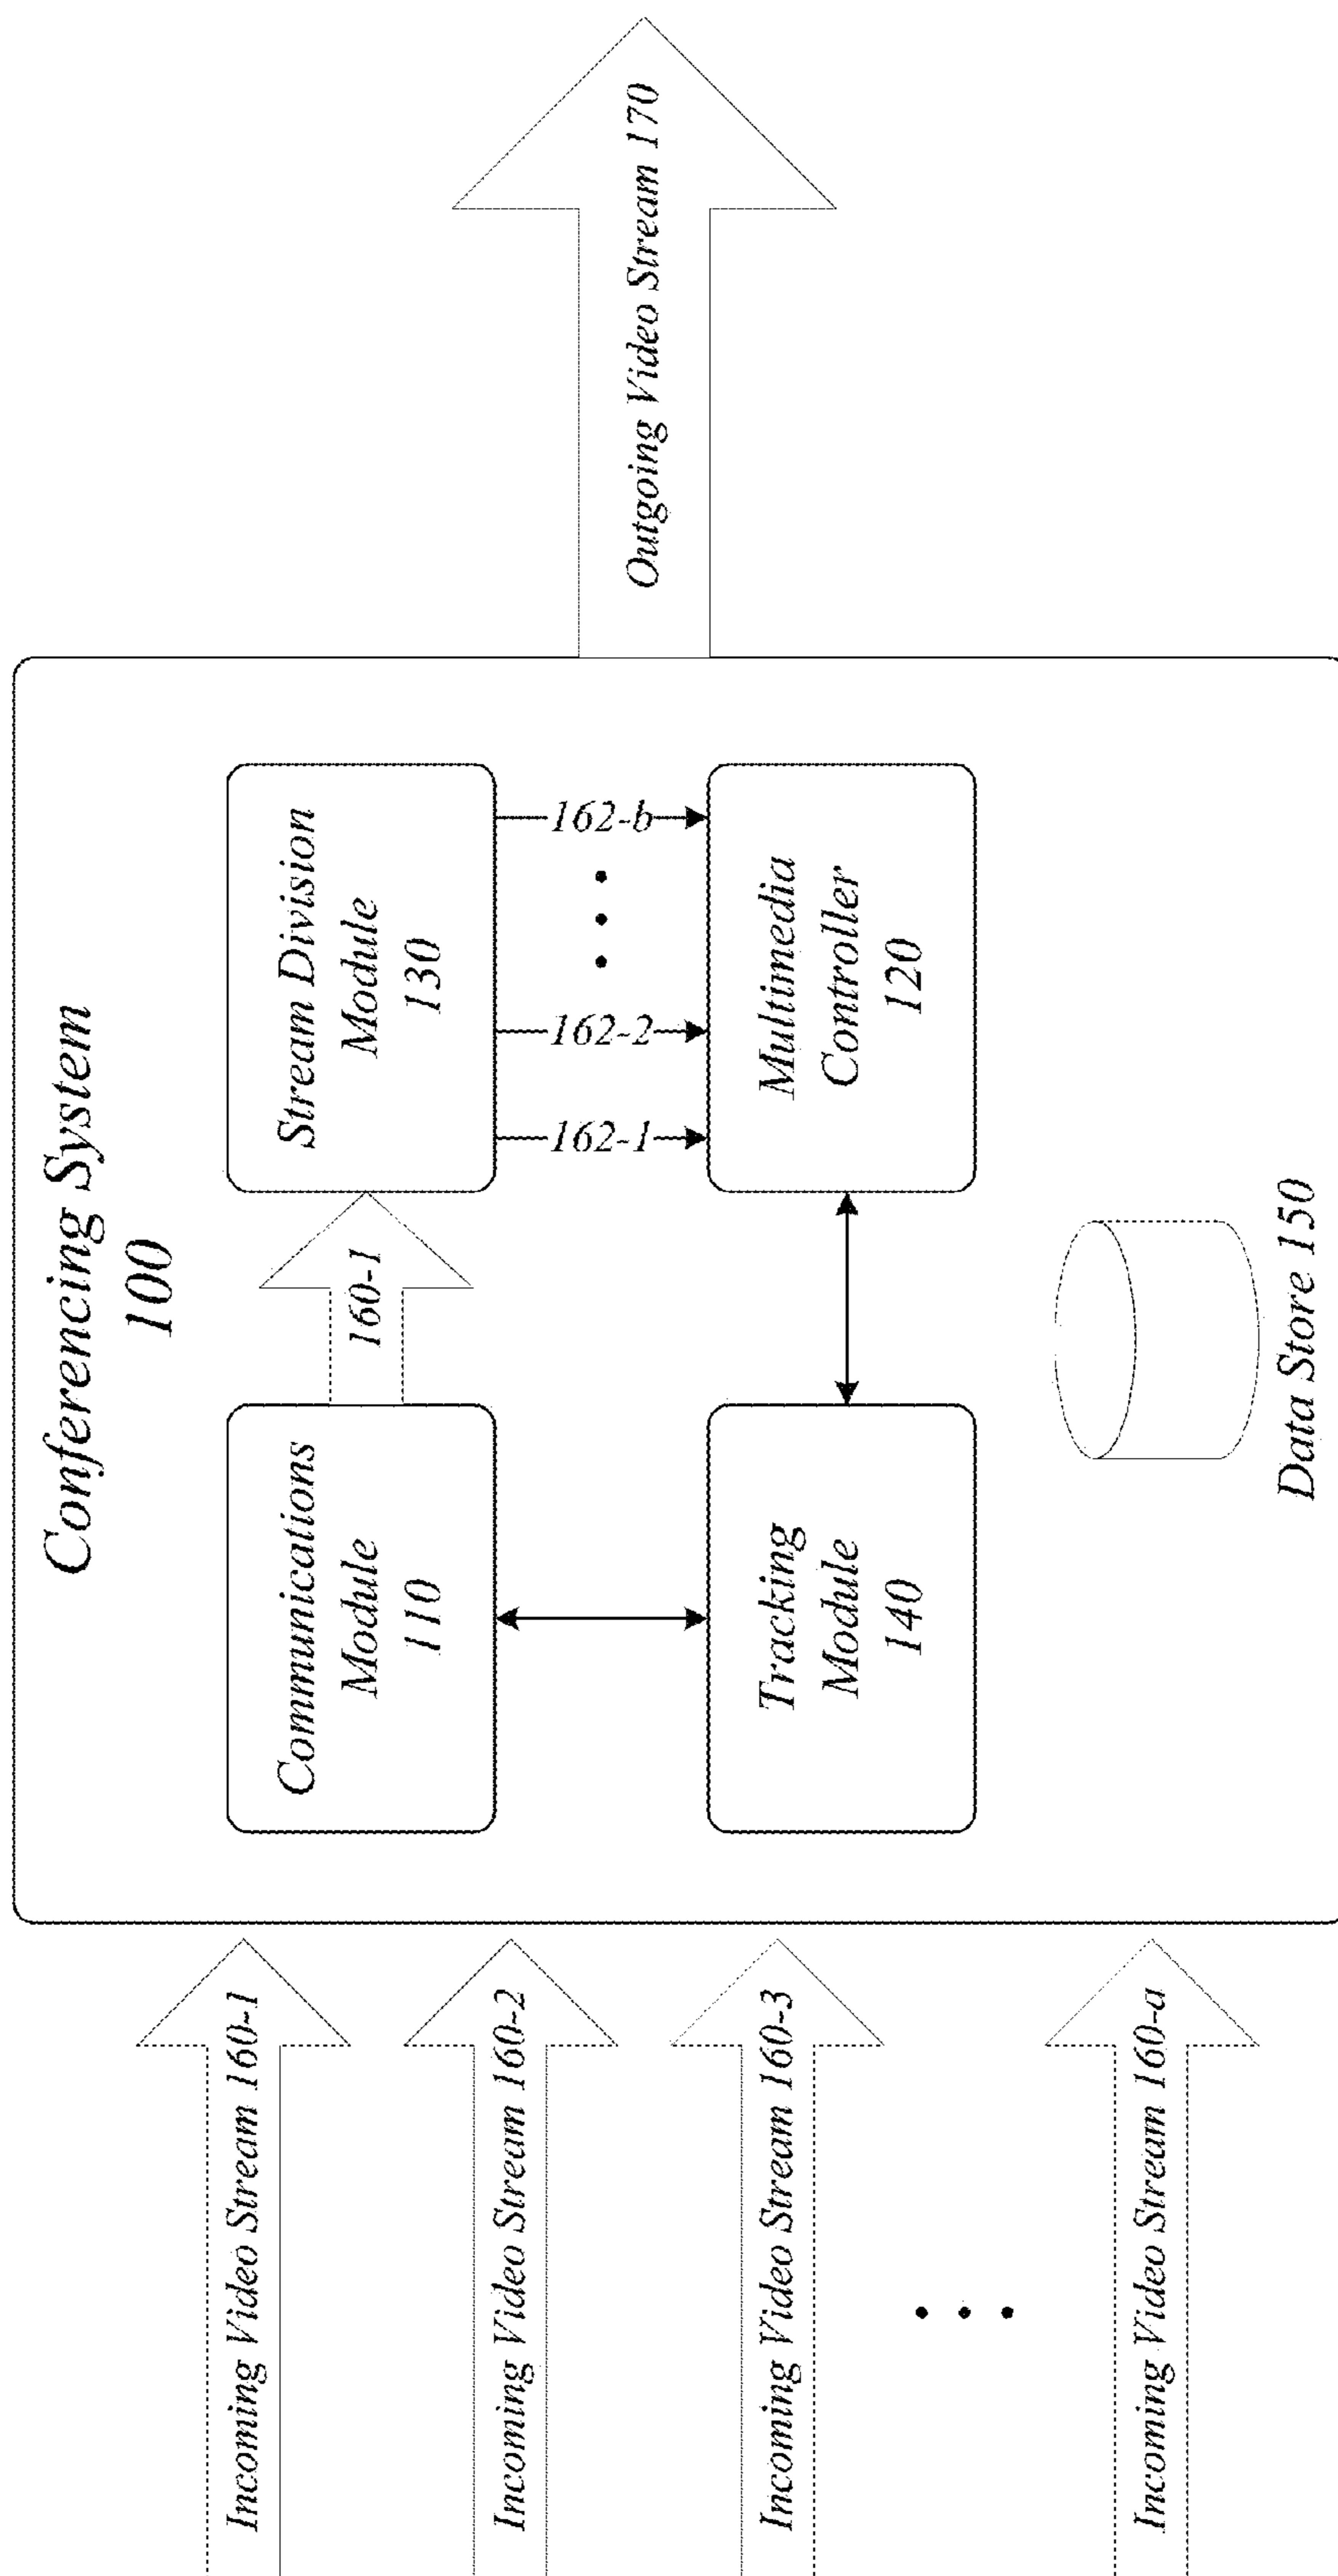 Conferencing System
100
Incoming Video Stream 160-1
Incoming Video Stream 160-2
Incoming Video Stream 160-3
Incoming Video Stream 160-a
Communications
Module
110
160-1
Stream Division
Module
130
162-1
162-2
162-b
Tracking
Module
140
Multimedia
Controller
120
Data Store 150
Outgoing Video Stream 170